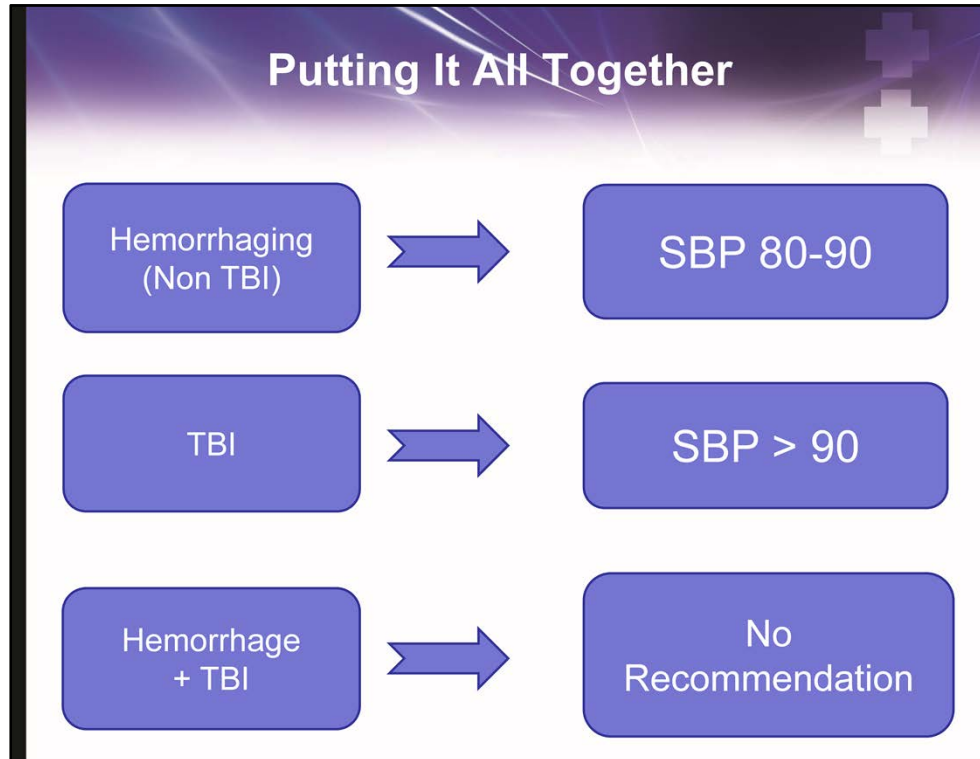 Putting It All Together
Hemorrhaging
(Non TBI)
SBP 80-90
TBI
SBP > 90
Hemorrhage
+ TBI
No
Recommendation